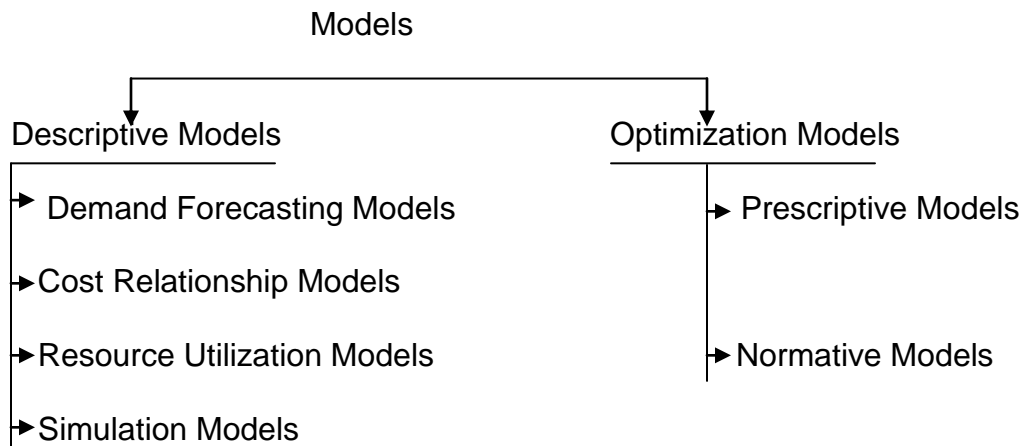 Models
Descriptive Models
Optimization Models
Demand Forecasting Models
Prescriptive Models
Cost Relationship Models
Resource Utilization Models
Normative Models
Simulation Models